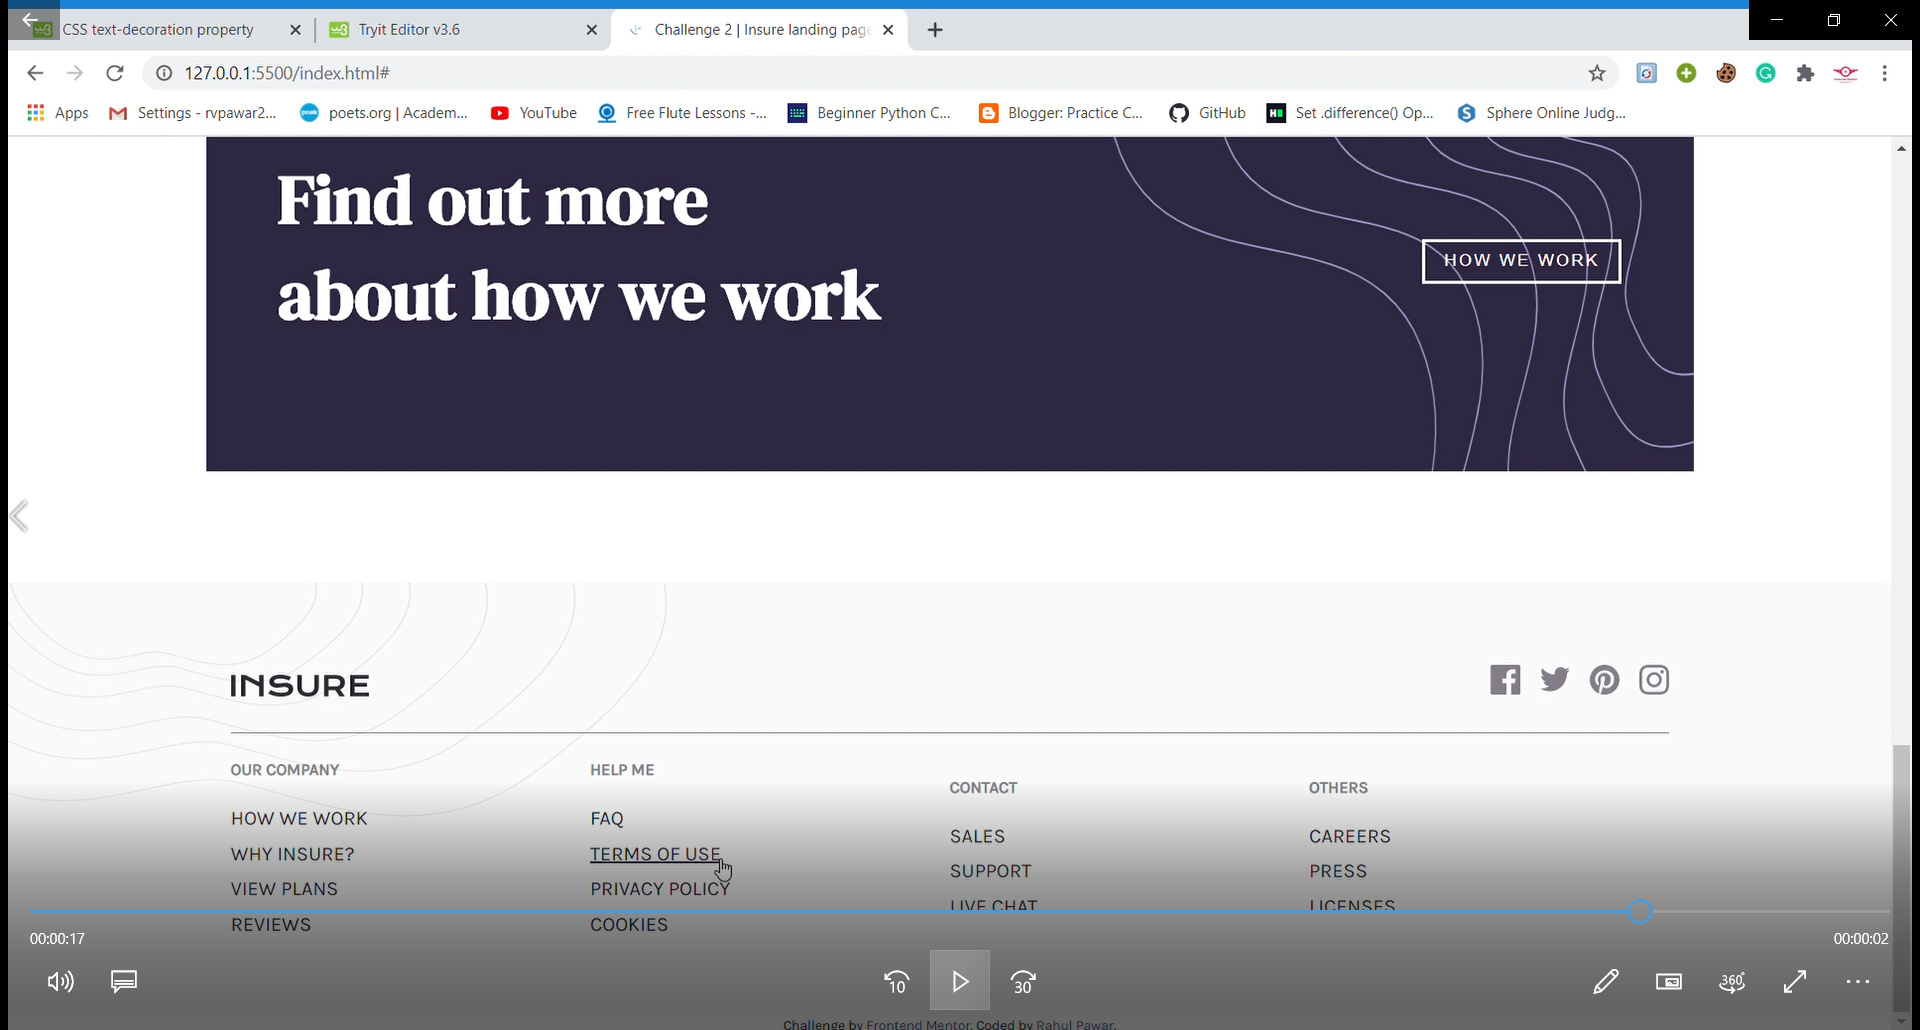 CSS text-decoration property
Tryit Editor v3.6
Challenge 2 | Insure landing page
127.0.0.1:5500/index.html#
Apps
Settings - rvpawar2...
poets.org | Academ...
YouTube
Free Flute Lessons -...
Beginner Python C...
Blogger: Practice C...
GitHub
Set .difference() Op...
Sphere Online Judg...
Find out more
about how we work
HOW WE WORK
INSURE
OUR COMPANY
HOW WE WORK
WHY INSURE?
VIEW PLANS
REVIEWS
HELP ME
FAQ
TERMS OF USE
PRIVACY POLICY
COOKIES
CONTACT
SALES
SUPPORT
LIVE CHAT
OTHERS
CAREERS
PRESS
LICENSES
00:00:17
00:00:02
10
30
360°
Challenge by Frontend Mentor. Coded by Rahul Pawar.